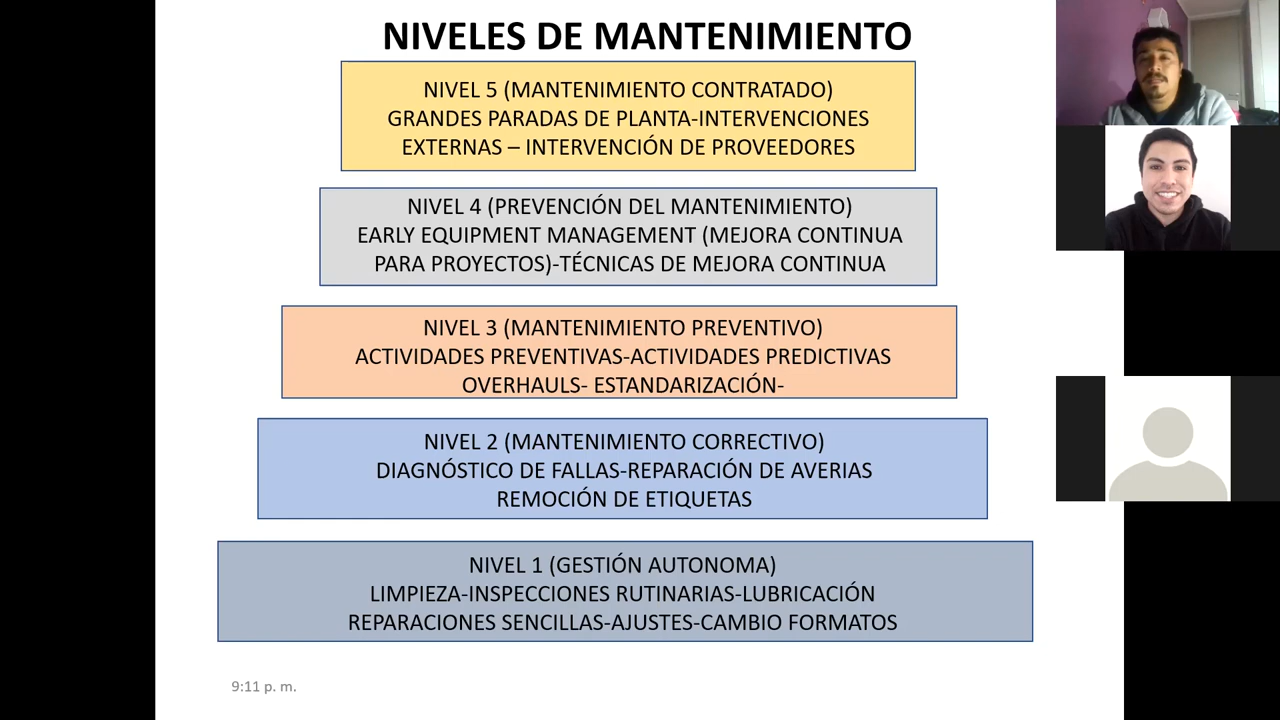 NIVELES DE MANTENIMIENTO
NIVEL 5 (MANTENIMIENTO CONTRATADO)
GRANDES PARADAS DE PLANTA-INTERVENCIONES
EXTERNAS – INTERVENCIÓN DE PROVEEDORES
NIVEL 4 (PREVENCIÓN DEL MANTENIMIENTO)
EARLY EQUIPMENT MANAGEMENT (MEJORA CONTINUA
PARA PROYECTOS)-TÉCNICAS DE MEJORA CONTINUA
NIVEL 3 (MANTENIMIENTO PREVENTIVO)
ACTIVIDADES PREVENTIVAS-ACTIVIDADES PREDICTIVAS
OVERHAULS- ESTANDARIZACIÓN-
NIVEL 2 (MANTENIMIENTO CORRECTIVO)
DIAGNÓSTICO DE FALLAS-REPARACIÓN DE AVERIAS
REMOCIÓN DE ETIQUETAS
NIVEL 1 (GESTIÓN AUTONOMA)
LIMPIEZA-INSPECCIONES RUTINARIAS-LUBRICACIÓN
REPARACIONES SENCILLAS-AJUSTES-CAMBIO FORMATOS
9:11 p. m.